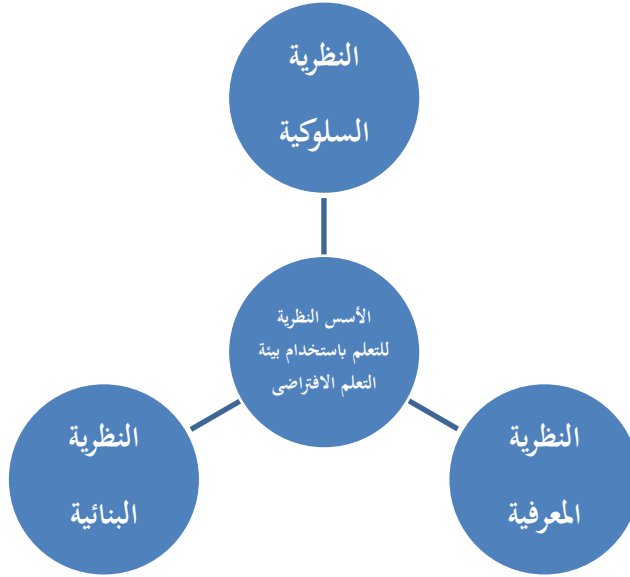 النظرية
السلوكية
الأسس النظرية
للتعلم باستخدام بيئة
التعلم الافتراضى
النظرية
المعرفية
النظرية
البنائية